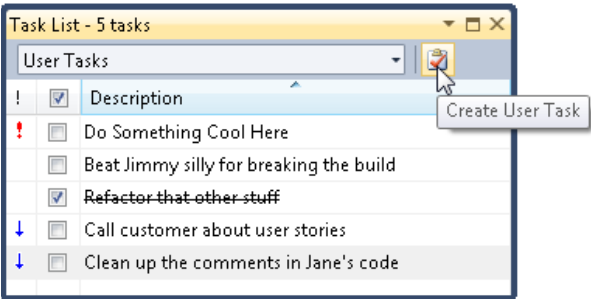 Task List - 5 tasks
User Tasks
! Description
Create User Task
! Do Something Cool Here
Beat Jimmy silly for breaking the build
Refactor that other stuff
Call customer about user stories
Clean up the comments in Jane's code